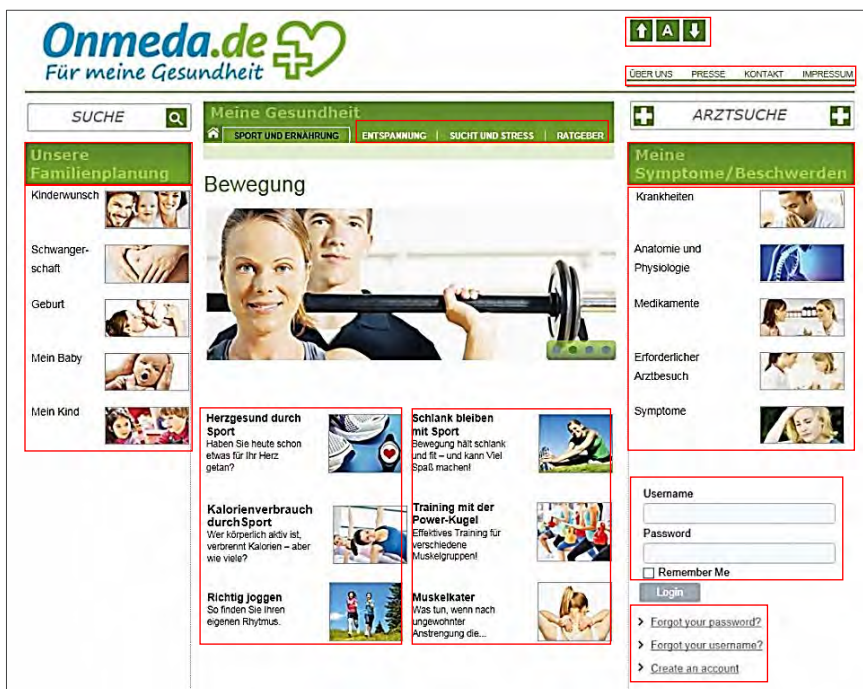 Onmeda.de
Für meine Gesundheit
A
ÜBER UNS PRESSE KONTAKT IMPRESSUM
SUCHE
Meine Gesundheit
SPORT UND ERNÄHRUNG ENTSPANNUNG | SUCHT UND STRESS | RATGEBER
ARZTSUCHE
Unsere
Familienplanung
Kinderwunsch
Schwanger-
schaft
Geburt
Mein Baby
Mein Kind
Bewegung
Herzgesund durch
Sport
Haben Sie heute schon
etwas für Ihr Herz
getan?
Kalorienverbrauch
durchSport
Wer körperlich aktiv ist,
verbrennt Kalorien – aber
wie viele?
Richtig joggen
So finden Sie Ihren
eigenen Rhytmus.
Schlank bleiben
mit Sport
Bewegung hält schlank
und fit – und kann Viel
Spaß machen!
Training mit der
Power-Kugel
Effektives Training für
verschiedene
Muskelgruppen!
Muskelkater
Was tun, wenn nach
ungewohnter
Anstrengung die...
Meine
Symptome/Beschwerden
Krankheiten
Anatomie und
Physiologie
Medikamente
Erforderlicher
Arztbesuch
Symptome
Username
Password
Remember Me
Login
Forgot your password?
Forgot your username?
Create an account